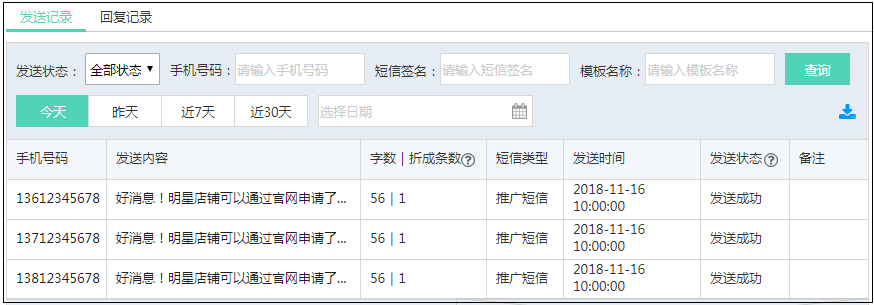 发送记录 回复记录
发送状态： 全部状态 手机号码： 请输入手机号码 短信签名： 请输入短信签名 模板名称： 请输入模板名称 查询
今天 昨天 近7天 近30天 选择日期
手机号码 发送内容 字数 | 折成条数 ? 短信类型 发送时间 发送状态 ? 备注
13612345678 好消息！明星店铺可以通过官网申请了... 56 | 1 推广短信 2018-11-16 10:00:00 发送成功
13712345678 好消息！明星店铺可以通过官网申请了... 56 | 1 推广短信 2018-11-16 10:00:00 发送成功
13812345678 好消息！明星店铺可以通过官网申请了... 56 | 1 推广短信 2018-11-16 10:00:00 发送成功